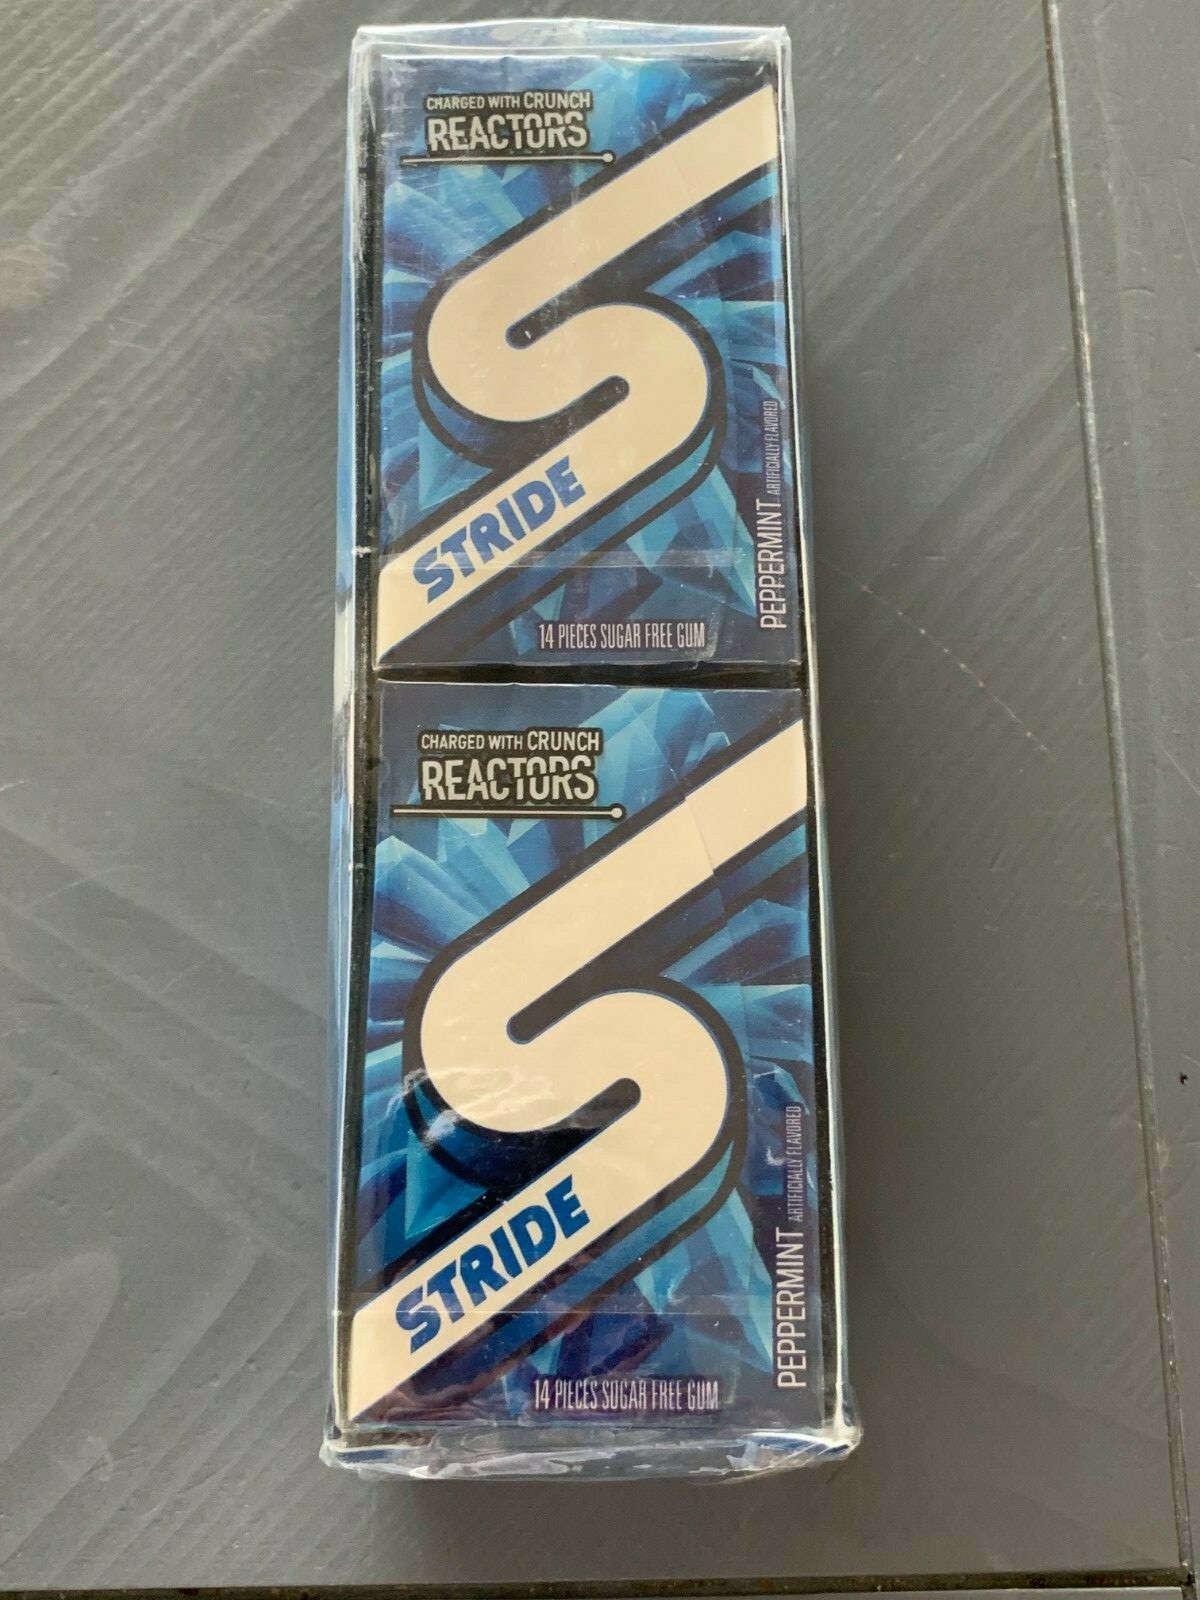 CHARGED WITH CRUNCH
REACTORS
STRIDE
PEPPERMINT ARTIFICIALLY FLAVORED
14 PIECES SUGAR FREE GUM
CHARGED WITH CRUNCH
REACTORS
STRIDE
PEPPERMINT ARTIFICIALLY FLAVORED
14 PIECES SUGAR FREE GUM